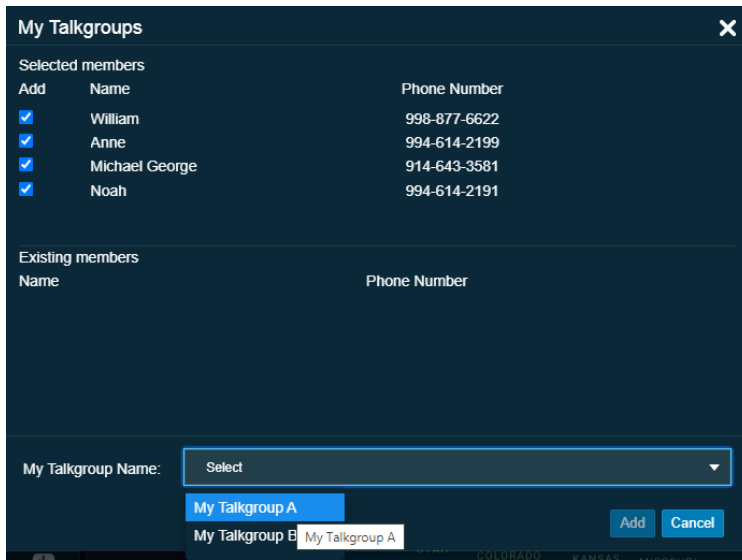 My Talkgroups
Selected members
Add Name Phone Number
William 998-877-6622
Anne 994-614-2199
Michael George 914-643-3581
Noah 994-614-2191
Existing members
Name Phone Number
My Talkgroup Name: Select
My Talkgroup A
My Talkgroup B My Talkgroup A
Add Cancel
UTAH COLORADO KANSAS MISSOURI